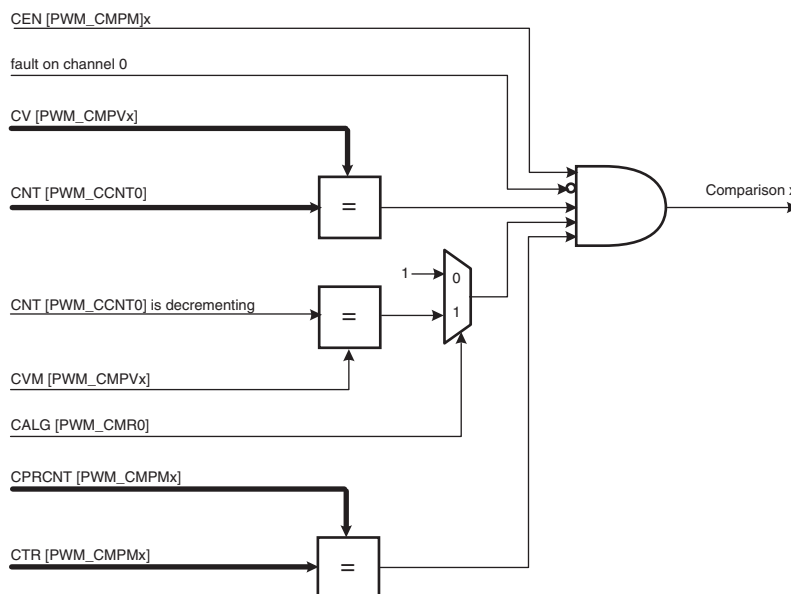 CEN [PWM_CMPM]x
fault on channel 0
CV [PWM_CMPVx]
CNT [PWM_CCNT0]
=
Comparison x
1
0
CNT [PWM_CCNT0] is decrementing
=
1
CVM [PWM_CMPVx]
CALG [PWM_CMR0]
CPRCNT [PWM_CMPMx]
CTR [PWM_CMPMx]
=